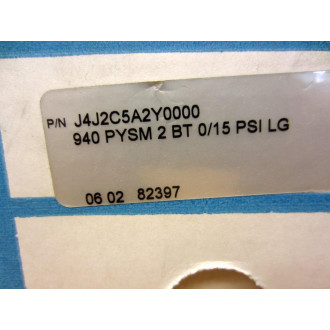 P/N J4J2C5A2Y0000
940 PYSM 2 BT 0/15 PSI LG
06 02 82397